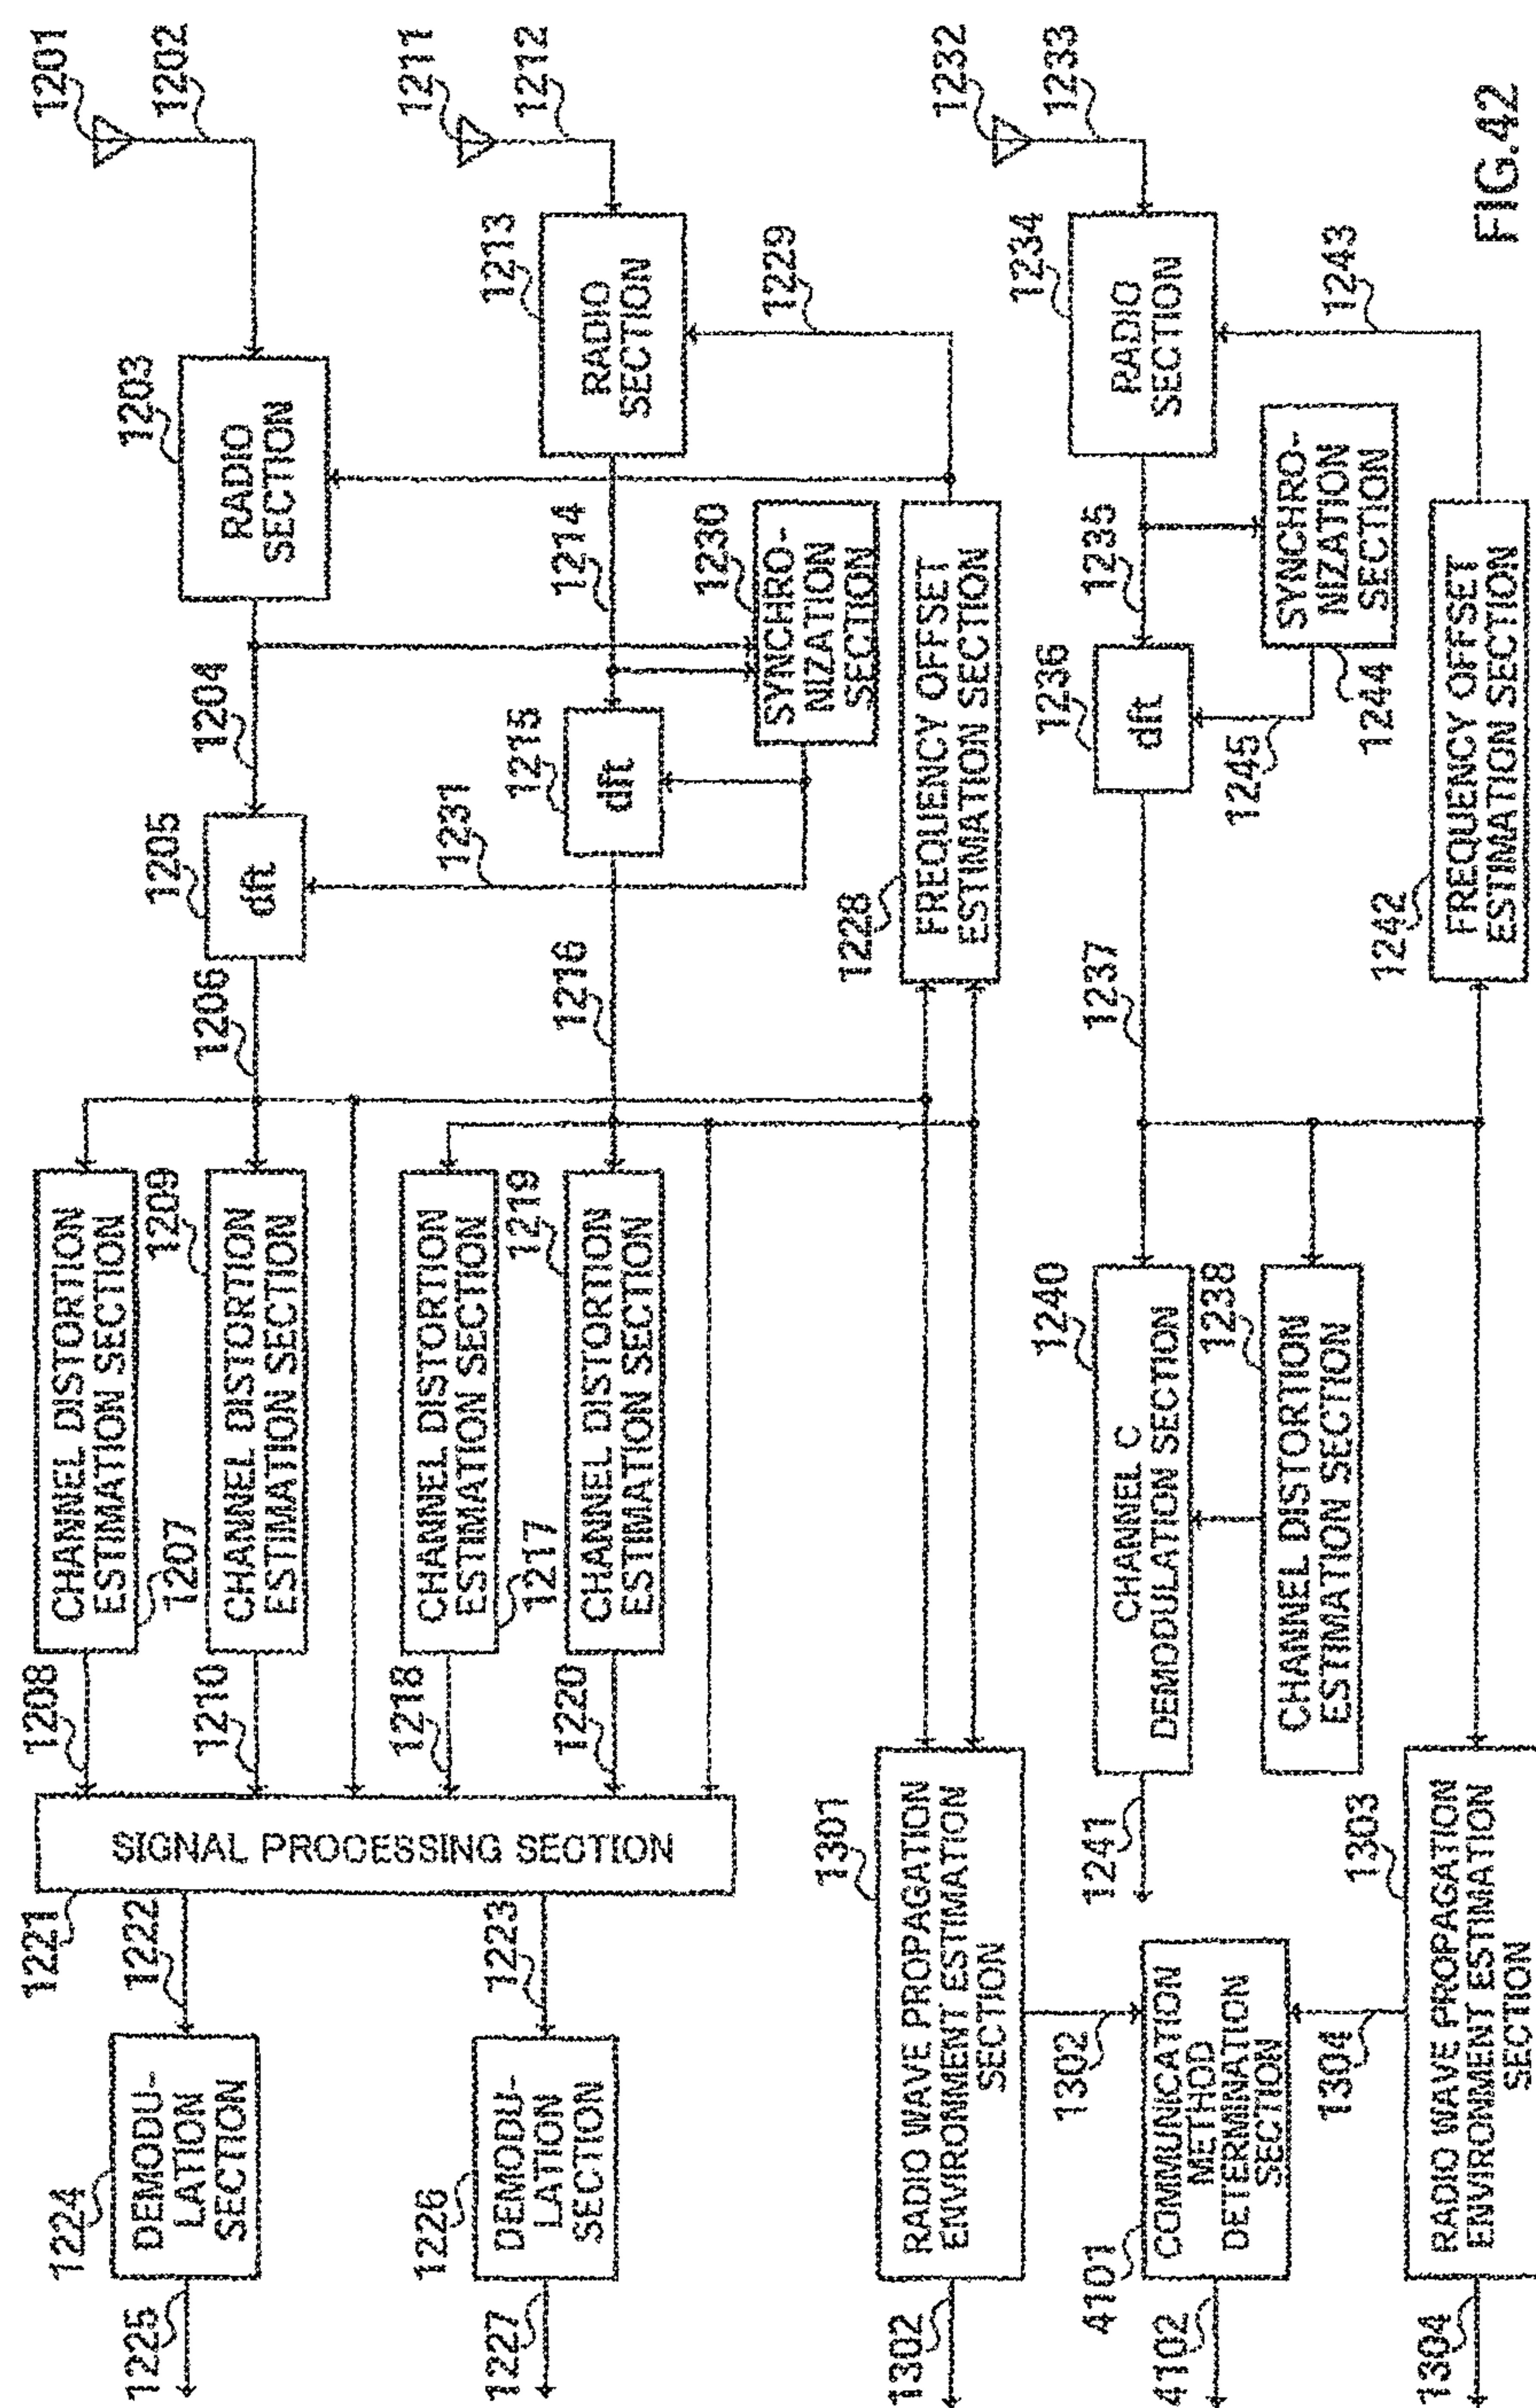 1201
1202
1203
RADIO
SECTION
1204
1205
dft
1206
CHANNEL DISTORTION
ESTIMATION SECTION
1207
1208
1209
CHANNEL DISTORTION
ESTIMATION SECTION
1210
1211
1212
1213
RADIO
SECTION
1214
1215
dft
1216
CHANNEL DISTORTION
ESTIMATION SECTION
1217
1218
1219
CHANNEL DISTORTION
ESTIMATION SECTION
1220
1221
SIGNAL PROCESSING SECTION
1222
1223
1224
DEMODU-
LATION
SECTION
1225
1226
DEMODU-
LATION
SECTION
1227
1228
FREQUENCY OFFSET
ESTIMATION SECTION
1229
1230
SYNCHRO-
NIZATION
SECTION
1231
1301
RADIO WAVE PROPAGATION
ENVIRONMENT ESTIMATION
SECTION
1302
1302
1232
1233
1234
RADIO
SECTION
1235
1236
dft
1237
SYNCHRO-
NIZATION
SECTION
1244
1245
1240
CHANNEL C
DEMODULATION SECTION
1241
1238
CHANNEL DISTORTION
ESTIMATION SECTION
1242
FREQUENCY OFFSET
ESTIMATION SECTION
1243
4101
COMMUNICATION
METHOD
DETERMINATION
SECTION
4102
1303
RADIO WAVE PROPAGATION
ENVIRONMENT ESTIMATION
SECTION
1304
1304
FIG.42